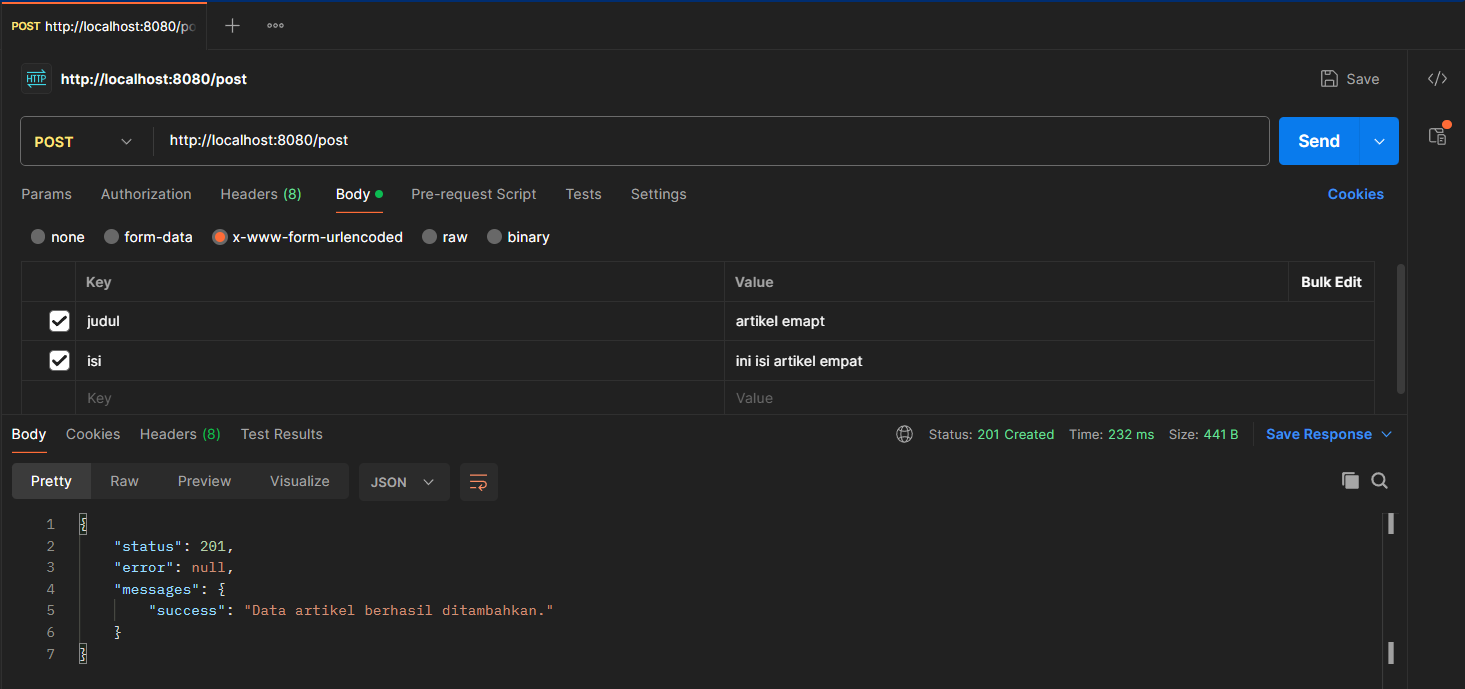 POST http://localhost:8080/po
http://localhost:8080/post
Save
POST http://localhost:8080/post
Send
Params Authorization Headers (8) Body Pre-request Script Tests Settings Cookies
none form-data x-www-form-urlencoded raw binary
Key Value Bulk Edit
judul artikel emapt
isi ini isi artikel empat
Key Value
Body Cookies Headers (8) Test Results Status: 201 Created Time: 232 ms Size: 441 B Save Response
Pretty Raw Preview Visualize JSON
1 {
2 "status": 201,
3 "error": null,
4 "messages": {
5 "success": "Data artikel berhasil ditambahkan."
6 }
7 }